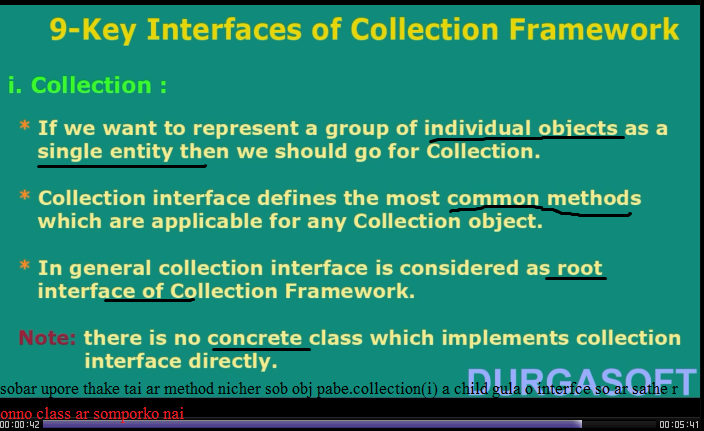 9-Key Interfaces of Collection Framework
i. Collection :
* If we want to represent a group of individual objects as a
single entity then we should go for Collection.
* Collection interface defines the most common methods
which are applicable for any Collection object.
* In general collection interface is considered as root
interface of Collection Framework.
Note: there is no concrete class which implements collection
interface directly.
DURGASOFT
sobar upore thake tai ar method nicher sob obj pabe.collection(i) a child gula o interfce so ar sathe r
onno class ar somporko nai
00:00:42 00:05:41